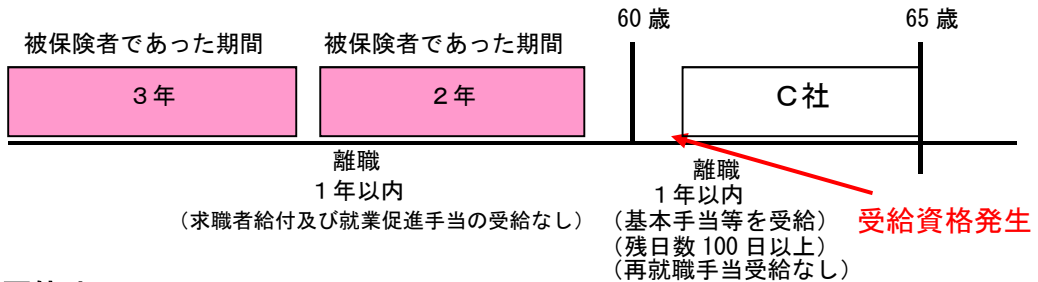 60 歳
65 歳
被保険者であった期間
被保険者であった期間
３年
２年
Ｃ社
離職
１年以内
（求職者給付及び就業促進手当の受給なし）
離職
１年以内
（基本手当等を受給）
（残日数 100 日以上）
（再就職手当受給なし）
受給資格発生